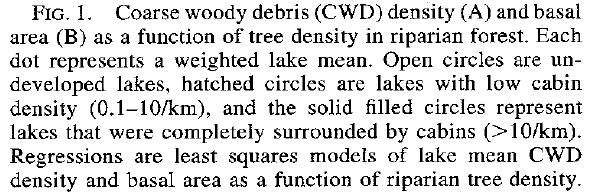 FIG. 1. Coarse woody debris (CWD) density (A) and basal
area (B) as a function of tree density in riparian forest. Each
dot represents a weighted lake mean. Open circles are un-
developed lakes, hatched circles are lakes with low cabin
density (0.1–10/km), and the solid filled circles represent
lakes that were completely surrounded by cabins (>10/km).
Regressions are least squares models of lake mean CWD
density and basal area as a function of riparian tree density.